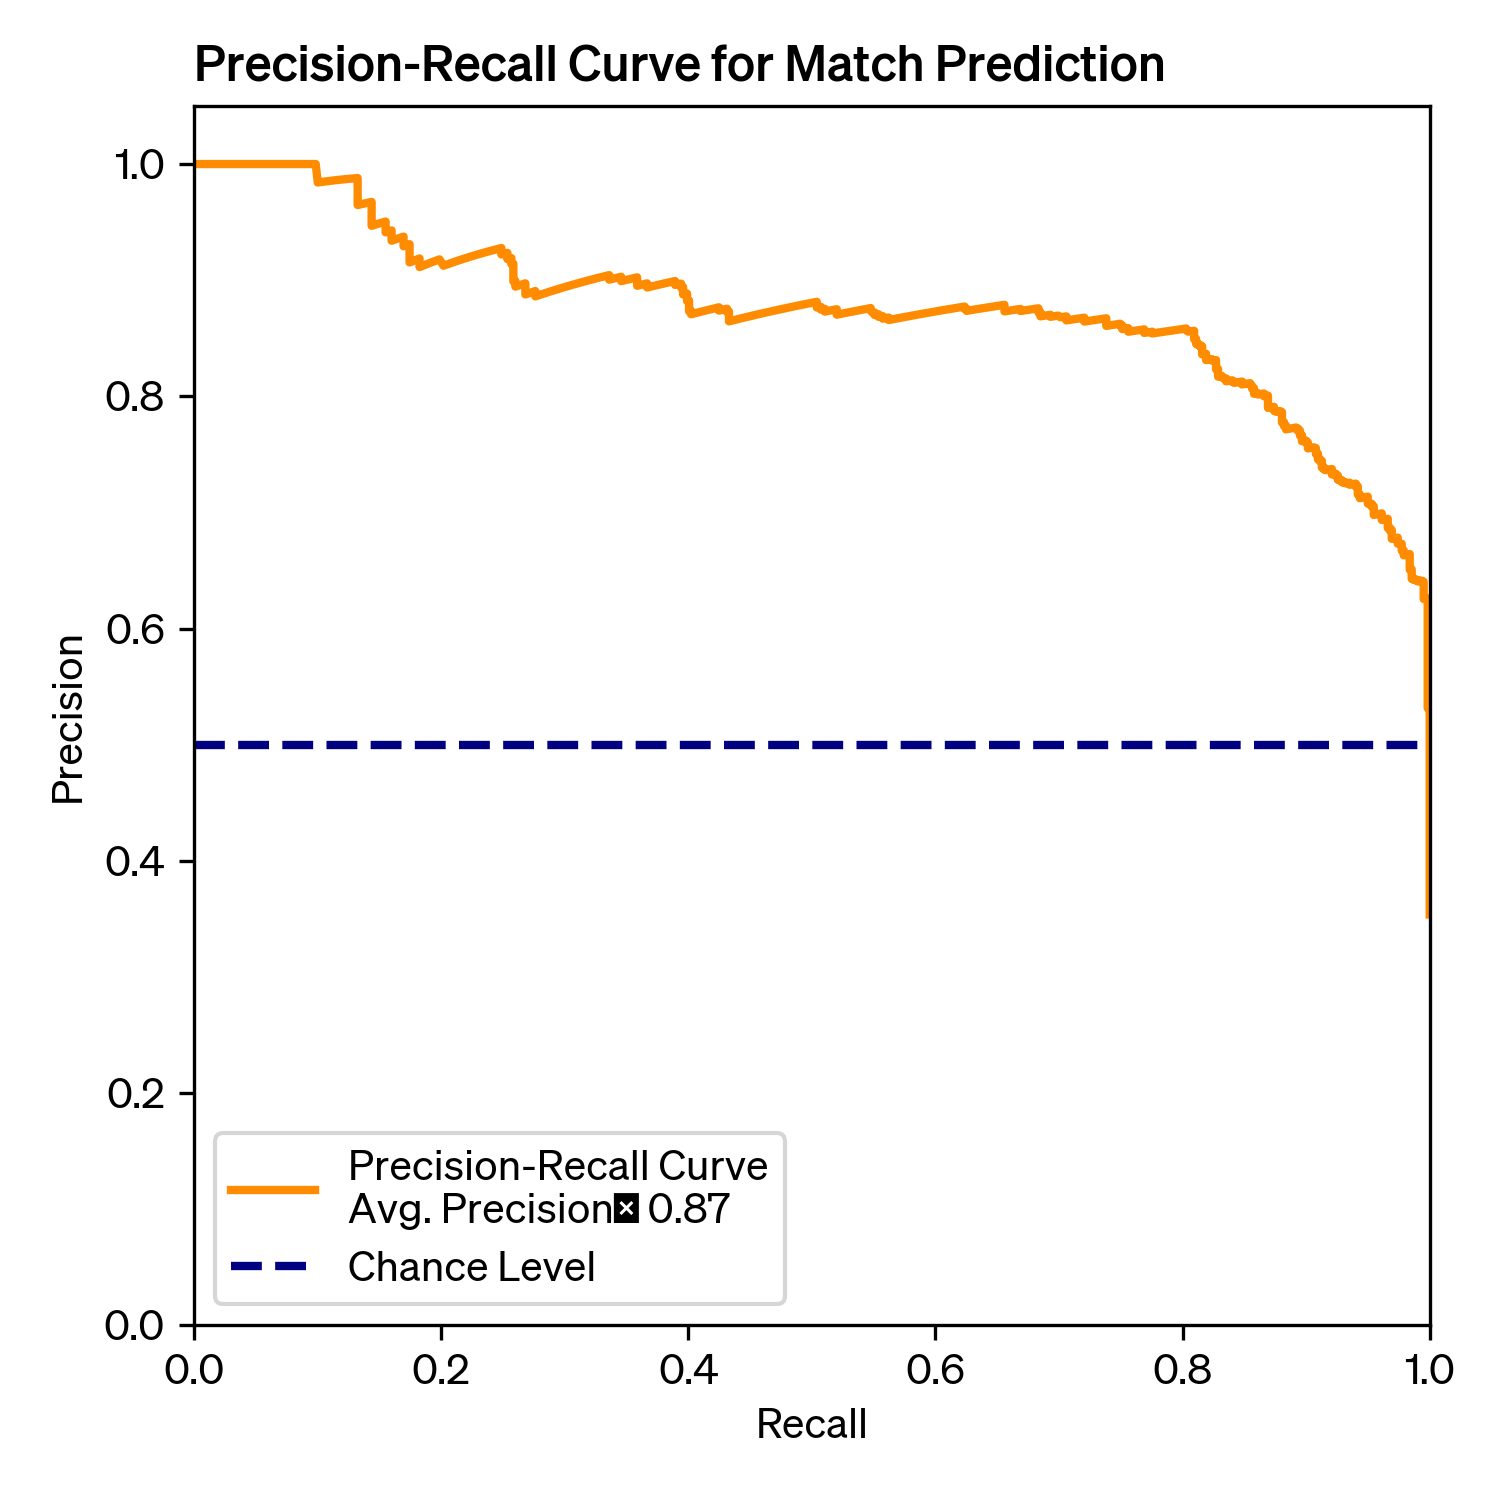 Precision-Recall Curve for Match Prediction
1.0
0.8
0.6
0.4
0.2
0.0
Precision
Precision-Recall Curve
Avg. Precision 0.87
Chance Level
0.0 0.2 0.4 0.6 0.8 1.0
Recall